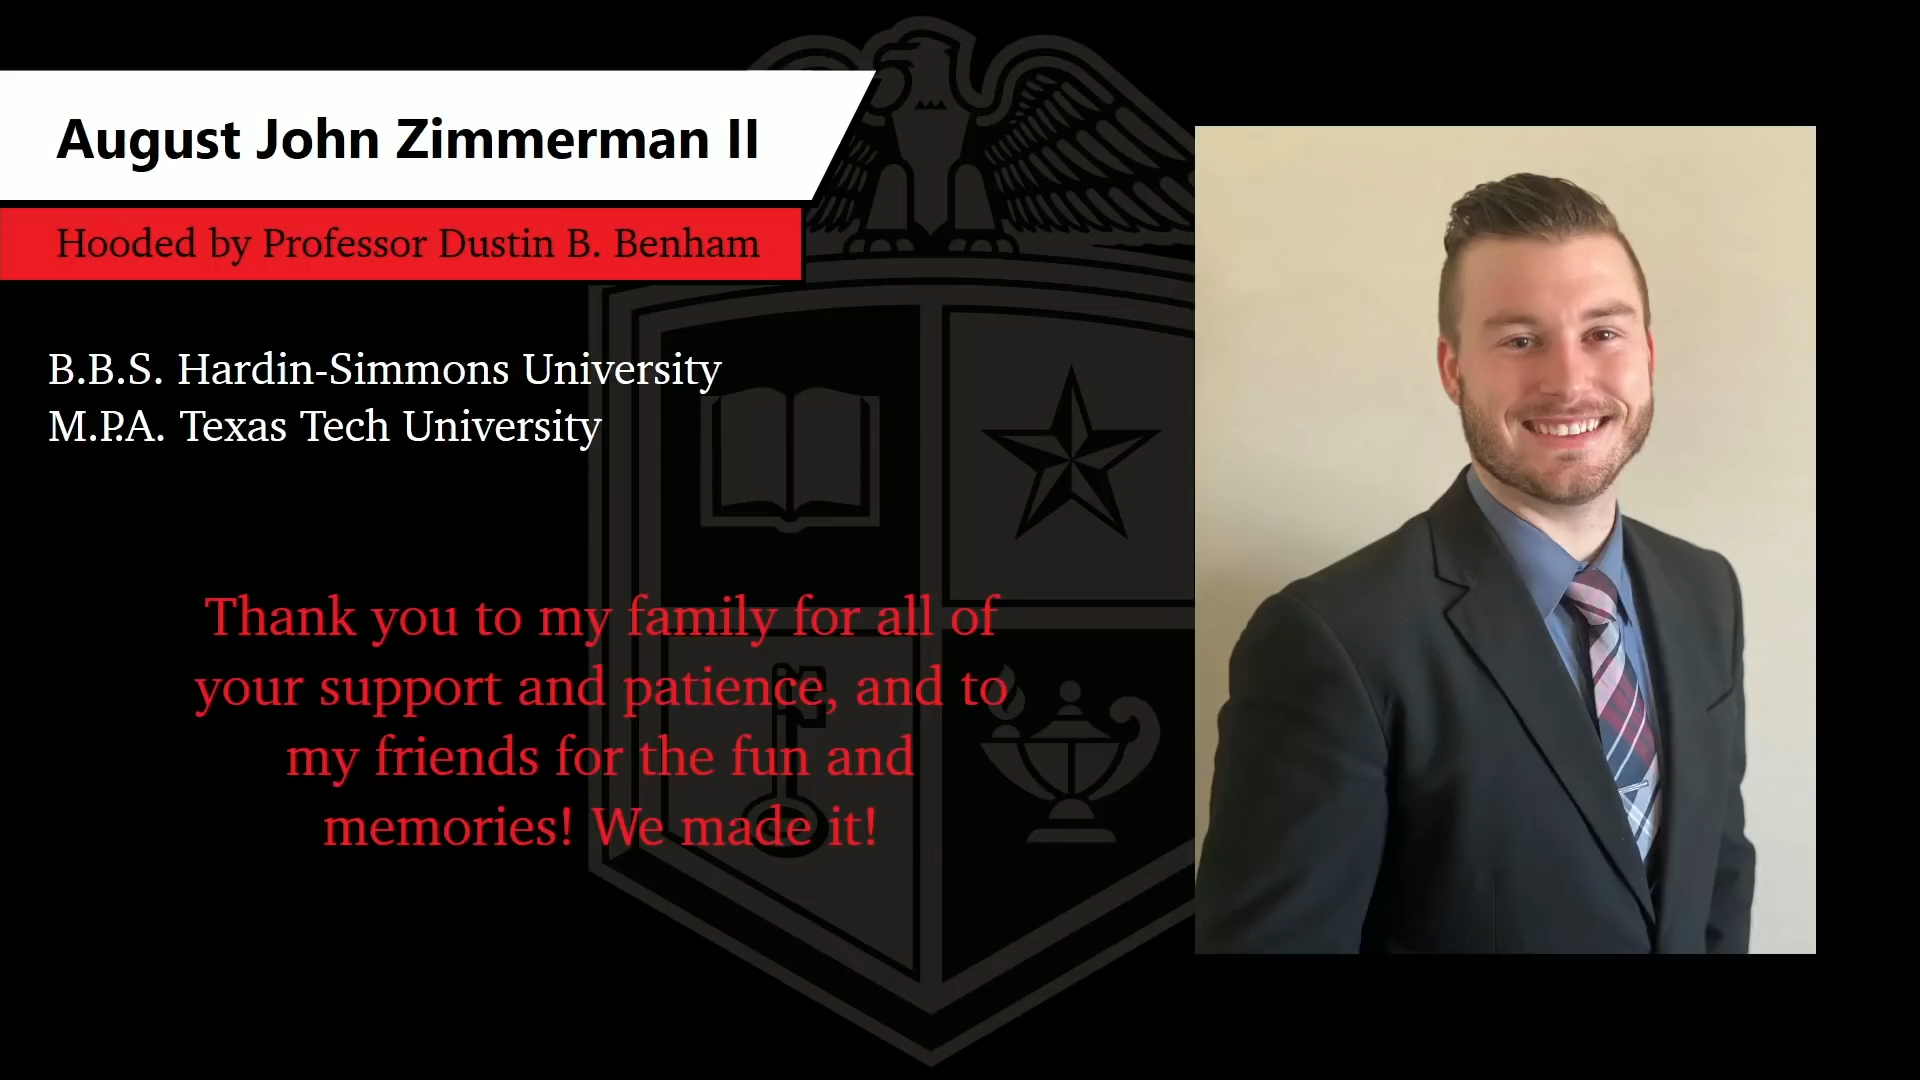 August John Zimmerman II
Hooded by Professor Dustin B. Benham
B.B.S. Hardin-Simmons University
M.P.A. Texas Tech University
Thank you to my family for all of
your support and patience, and to
my friends for the fun and
memories! We made it!